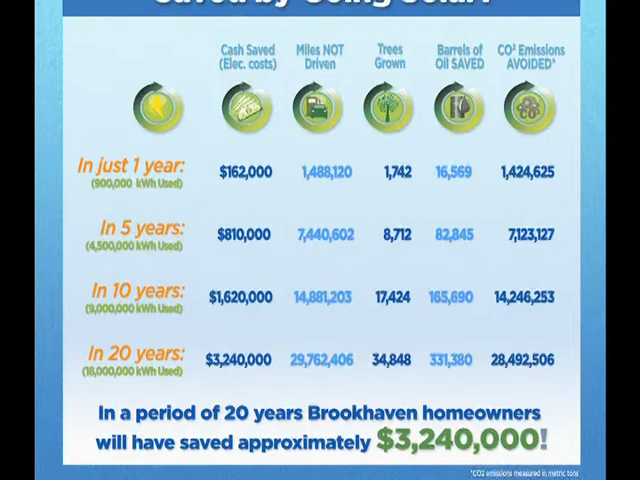 Saved by Going Solar?
Cash Saved Miles NOT Trees Barrels of CO² Emissions
(Elec. costs) Driven Grown Oil SAVED AVOIDED*
In just 1 year: $162,000 1,488,120 1,742 16,569 1,424,625
(900,000 kWh Used)
In 5 years: $810,000 7,440,602 8,712 82,845 7,123,127
(4,500,000 kWh Used)
In 10 years: $1,620,000 14,881,203 17,424 165,690 14,246,253
(9,000,000 kWh Used)
In 20 years: $3,240,000 29,762,406 34,848 331,380 28,492,506
(18,000,000 kWh Used)
In a period of 20 years Brookhaven homeowners
will have saved approximately $3,240,000!
*CO2 emissions measured in metric tons